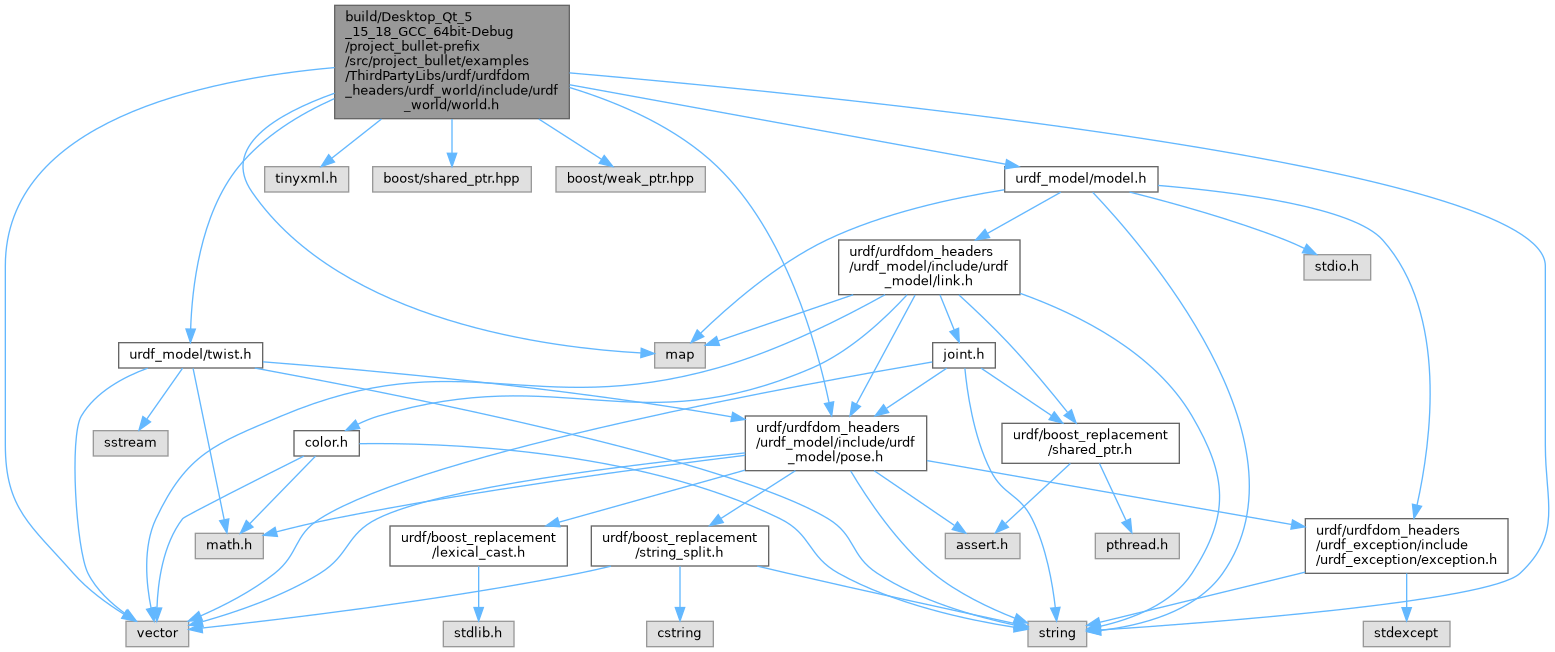 build/Desktop_Qt_5
_15_18_GCC_64bit-Debug
/project_bullet-prefix
/src/project_bullet/examples
/ThirdPartyLibs/urdf/urdfdom
_headers/urdf_world/include/urdf
_world/world.h
tinyxml.h
boost/shared_ptr.hpp
boost/weak_ptr.hpp
urdf_model/model.h
urdf/urdfdom_headers
/urdf_model/include/urdf
_model/link.h
stdio.h
urdf_model/twist.h
map
joint.h
sstream
color.h
urdf/urdfdom_headers
/urdf_model/include/urdf
_model/pose.h
urdf/boost_replacement
/shared_ptr.h
math.h
urdf/boost_replacement
/lexical_cast.h
urdf/boost_replacement
/string_split.h
assert.h
pthread.h
urdf/urdfdom_headers
/urdf_exception/include
/urdf_exception/exception.h
vector
stdlib.h
cstring
string
stdexcept